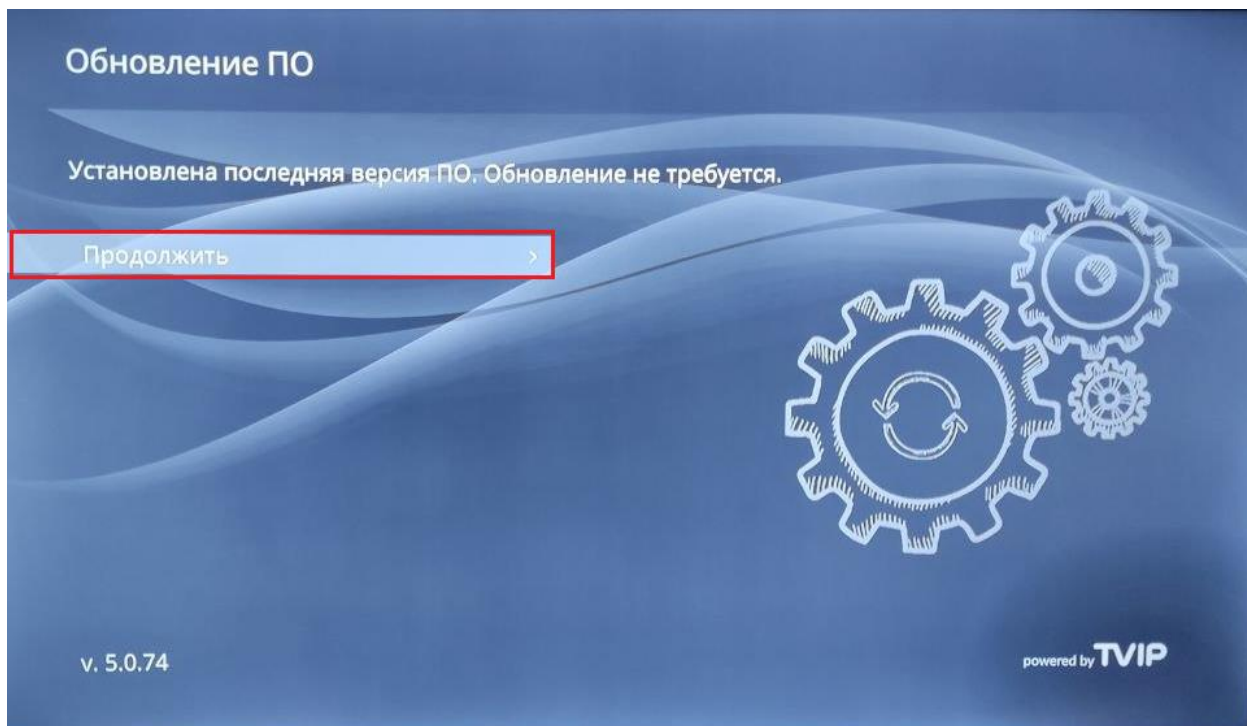 Обновление ПО
Установлена последняя версия ПО. Обновление не требуется.
Продолжить >
v. 5.0.74
powered by TVIP